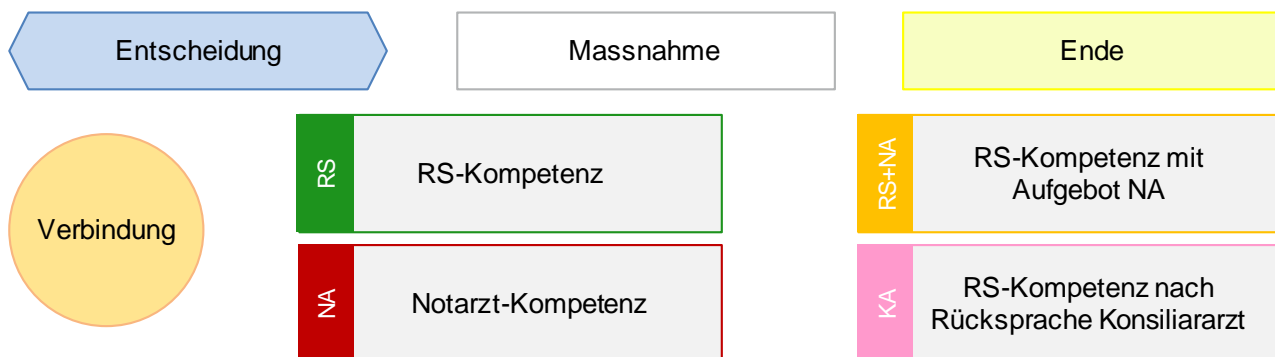 Entscheidung
Massnahme
Ende
Verbindung
RS
RS-Kompetenz
RS+NA
RS-Kompetenz mit
Aufgebot NA
NA
Notarzt-Kompetenz
KA
RS-Kompetenz nach
Rücksprache Konsiliararzt